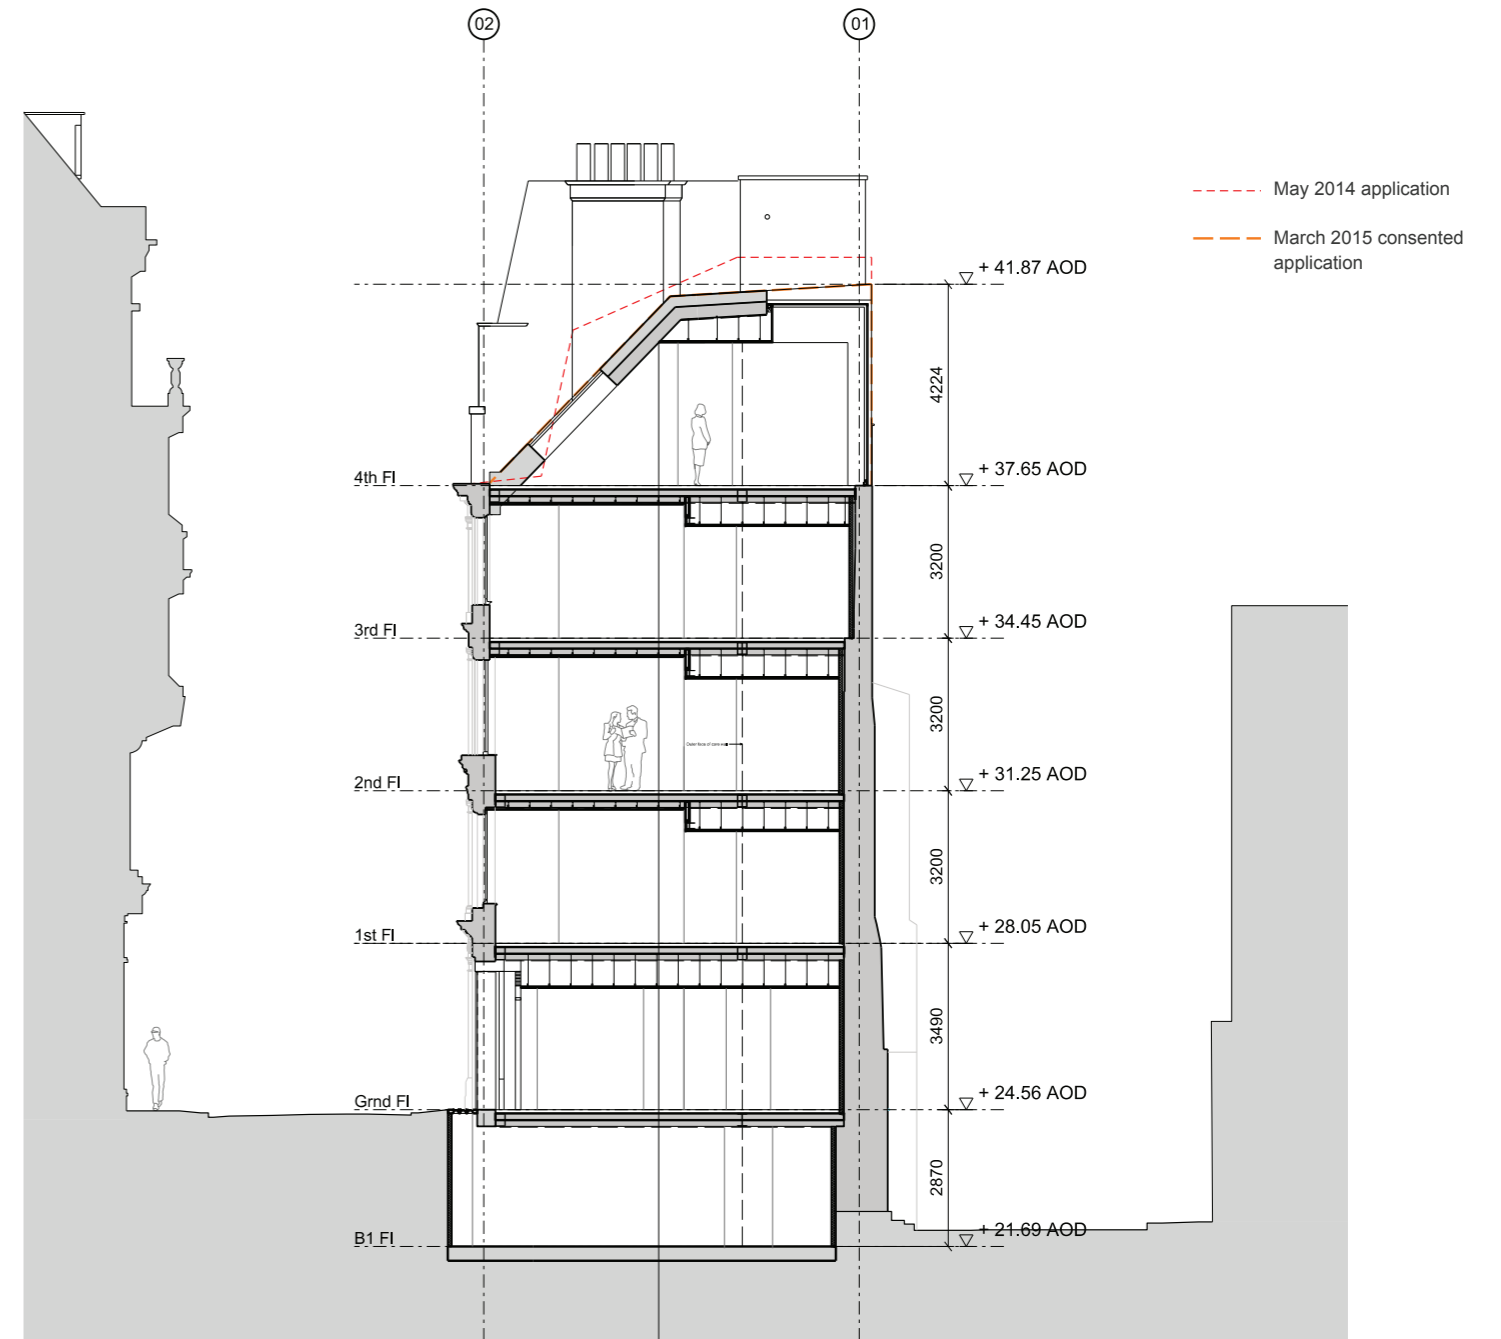 02
01
May 2014 application
March 2015 consented
application
+ 41.87 AOD
4224
4th Fl
+ 37.65 AOD
3200
3rd Fl
+ 34.45 AOD
3200
2nd Fl
+ 31.25 AOD
3200
1st Fl
+ 28.05 AOD
3490
Grnd Fl
+ 24.56 AOD
2870
B1 Fl
+ 21.69 AOD